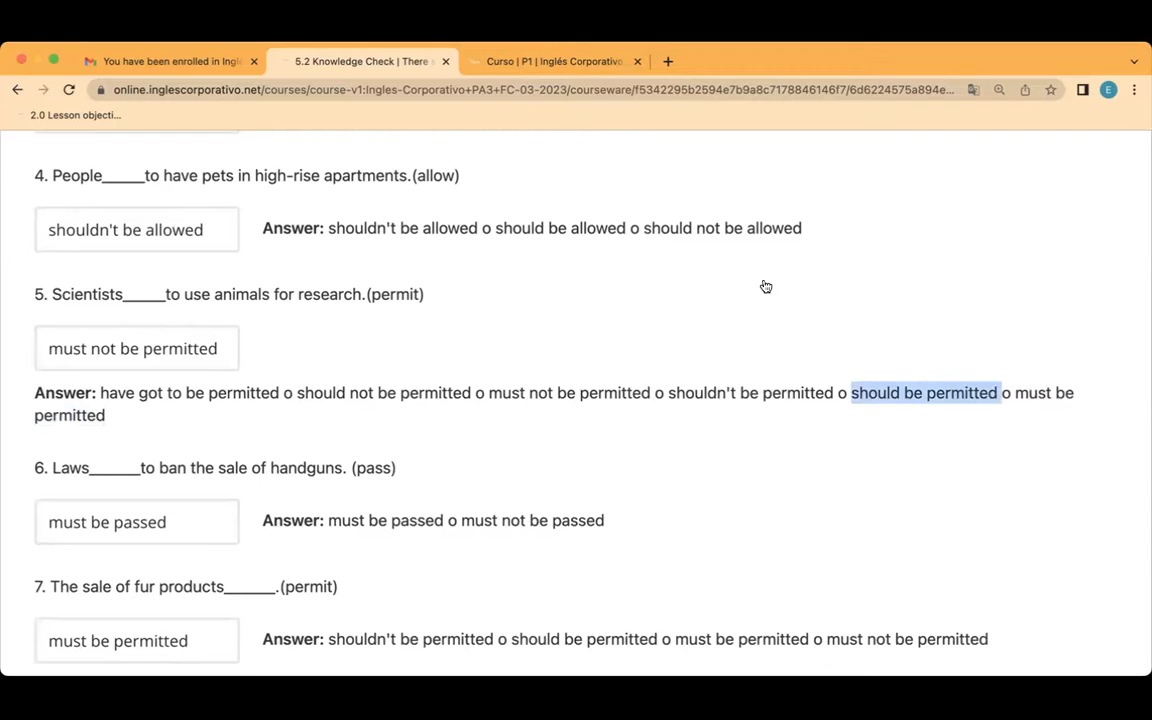 You have been enrolled in Ingl
5.2 Knowledge Check | There
Curso | P1 | Inglés Corporativo
online.inglescorporativo.net/courses/course-v1:Ingles-Corporativo+PA3+FC-03-2023/courseware/f5342295b2594e7b9a8c7178846146f7/6d6224575a894e...
E
2.0 Lesson objecti...
4. People_____to have pets in high-rise apartments.(allow)
shouldn't be allowed
Answer: shouldn't be allowed o should be allowed o should not be allowed
5. Scientists_____to use animals for research.(permit)
must not be permitted
Answer: have got to be permitted o should not be permitted o must not be permitted o shouldn't be permitted o should be permitted o must be
permitted
6. Laws______to ban the sale of handguns. (pass)
must be passed
Answer: must be passed o must not be passed
7. The sale of fur products______.(permit)
must be permitted
Answer: shouldn't be permitted o should be permitted o must be permitted o must not be permitted